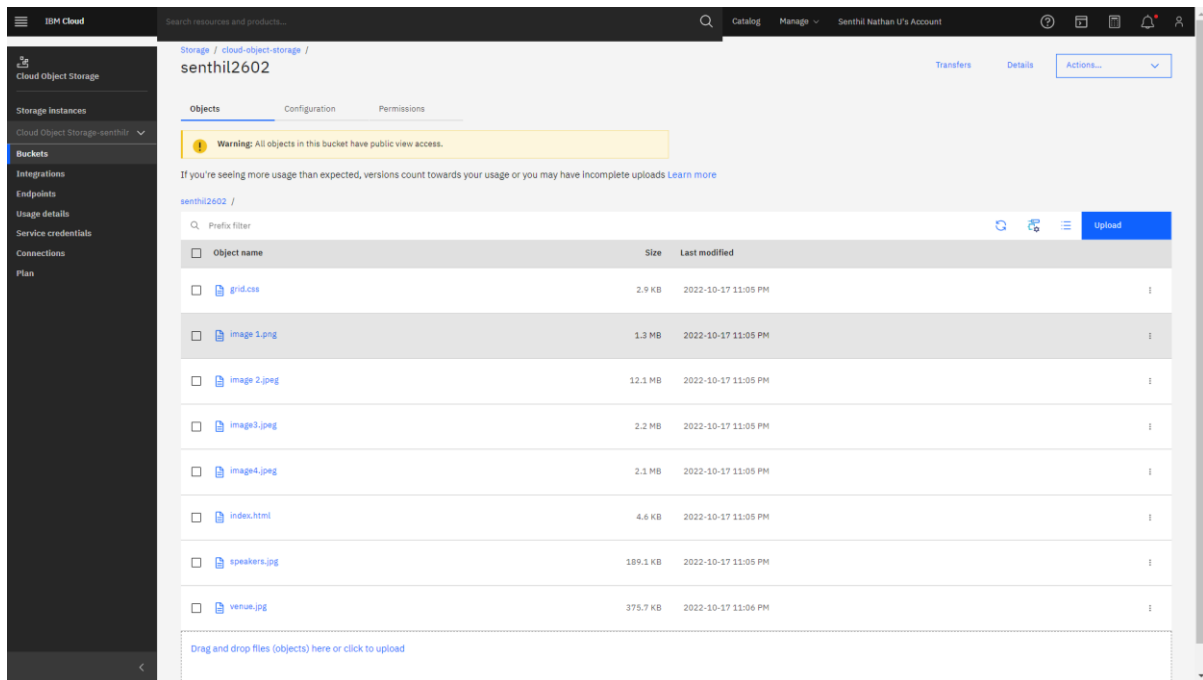 IBM Cloud
Search resources and products...
Catalog
Manage
Senthil Nathan U's Account
Cloud Object Storage
Storage instances
Cloud Object Storage-senthilr
Buckets
Integrations
Endpoints
Usage details
Service credentials
Connections
Plan
Storage / cloud-object-storage /
senthil2602
Transfers
Details
Actions...
Objects
Configuration
Permissions
Warning: All objects in this bucket have public view access.
If you're seeing more usage than expected, versions count towards your usage or you may have incomplete uploads Learn more
senthil2602 /
Prefix filter
Upload
Object name Size Last modified
grid.css 2.9 KB 2022-10-17 11:05 PM
image 1.png 1.3 MB 2022-10-17 11:05 PM
image 2.jpeg 12.1 MB 2022-10-17 11:05 PM
image3.jpeg 2.2 MB 2022-10-17 11:05 PM
image4.jpeg 2.1 MB 2022-10-17 11:05 PM
index.html 4.6 KB 2022-10-17 11:05 PM
speakers.jpg 189.1 KB 2022-10-17 11:05 PM
venue.jpg 375.7 KB 2022-10-17 11:06 PM
Drag and drop files (objects) here or click to upload